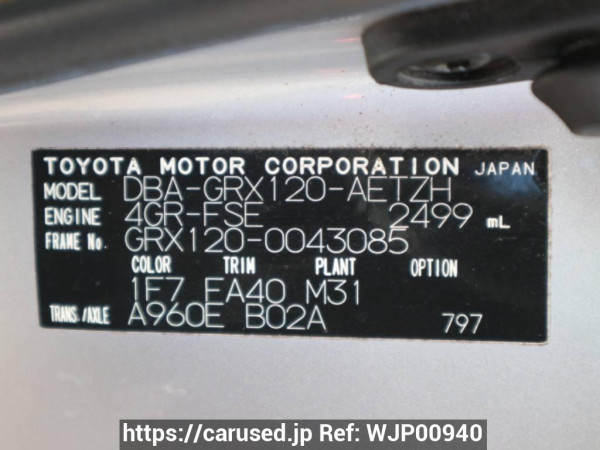 TOYOTA MOTOR CORPORATION JAPAN
MODEL DBA-GRX120-AETZH
ENGINE 4GR-FSE 2499 mL
FRAME No. GRX120-0043085
COLOR TRIM PLANT OPTION
1F7 FA40 M31
TRANS./AXLE A960E B02A 797
https://carused.jp Ref: WJP00940